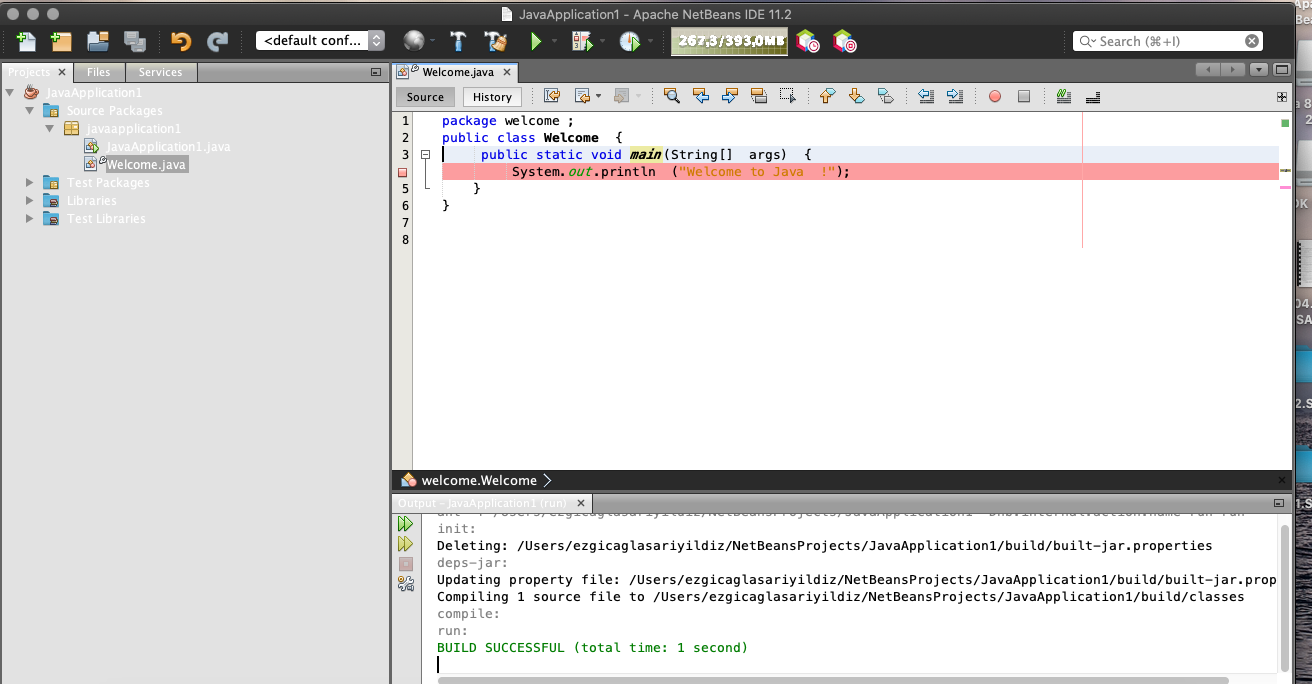 JavaApplication1 - Apache NetBeans IDE 11.2
<default conf...
267,3/393,0MB
Search (⌘+I)
Projects
Files
Services
JavaApplication1
Source Packages
javaapplication1
JavaApplication1.java
Welcome.java
Test Packages
Libraries
Test Libraries
Welcome.java
Source
History
1 package welcome ;
2 public class Welcome {
3 public static void main(String[] args) {
System.out.println ("Welcome to Java !");
5 }
6 }
7
8
welcome.Welcome
Output - JavaApplication1 (run)
init:
Deleting: /Users/ezgicaglasariyildiz/NetBeansProjects/JavaApplication1/build/built-jar.properties
deps-jar:
Updating property file: /Users/ezgicaglasariyildiz/NetBeansProjects/JavaApplication1/build/built-jar.prop
Compiling 1 source file to /Users/ezgicaglasariyildiz/NetBeansProjects/JavaApplication1/build/classes
compile:
run:
BUILD SUCCESSFUL (total time: 1 second)